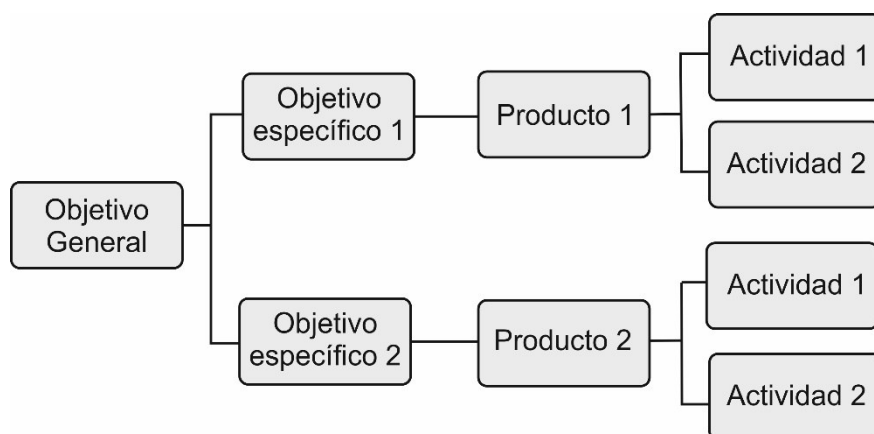 Objetivo
General
Objetivo
específico 1
Producto 1
Actividad 1
Actividad 2
Objetivo
específico 2
Producto 2
Actividad 1
Actividad 2